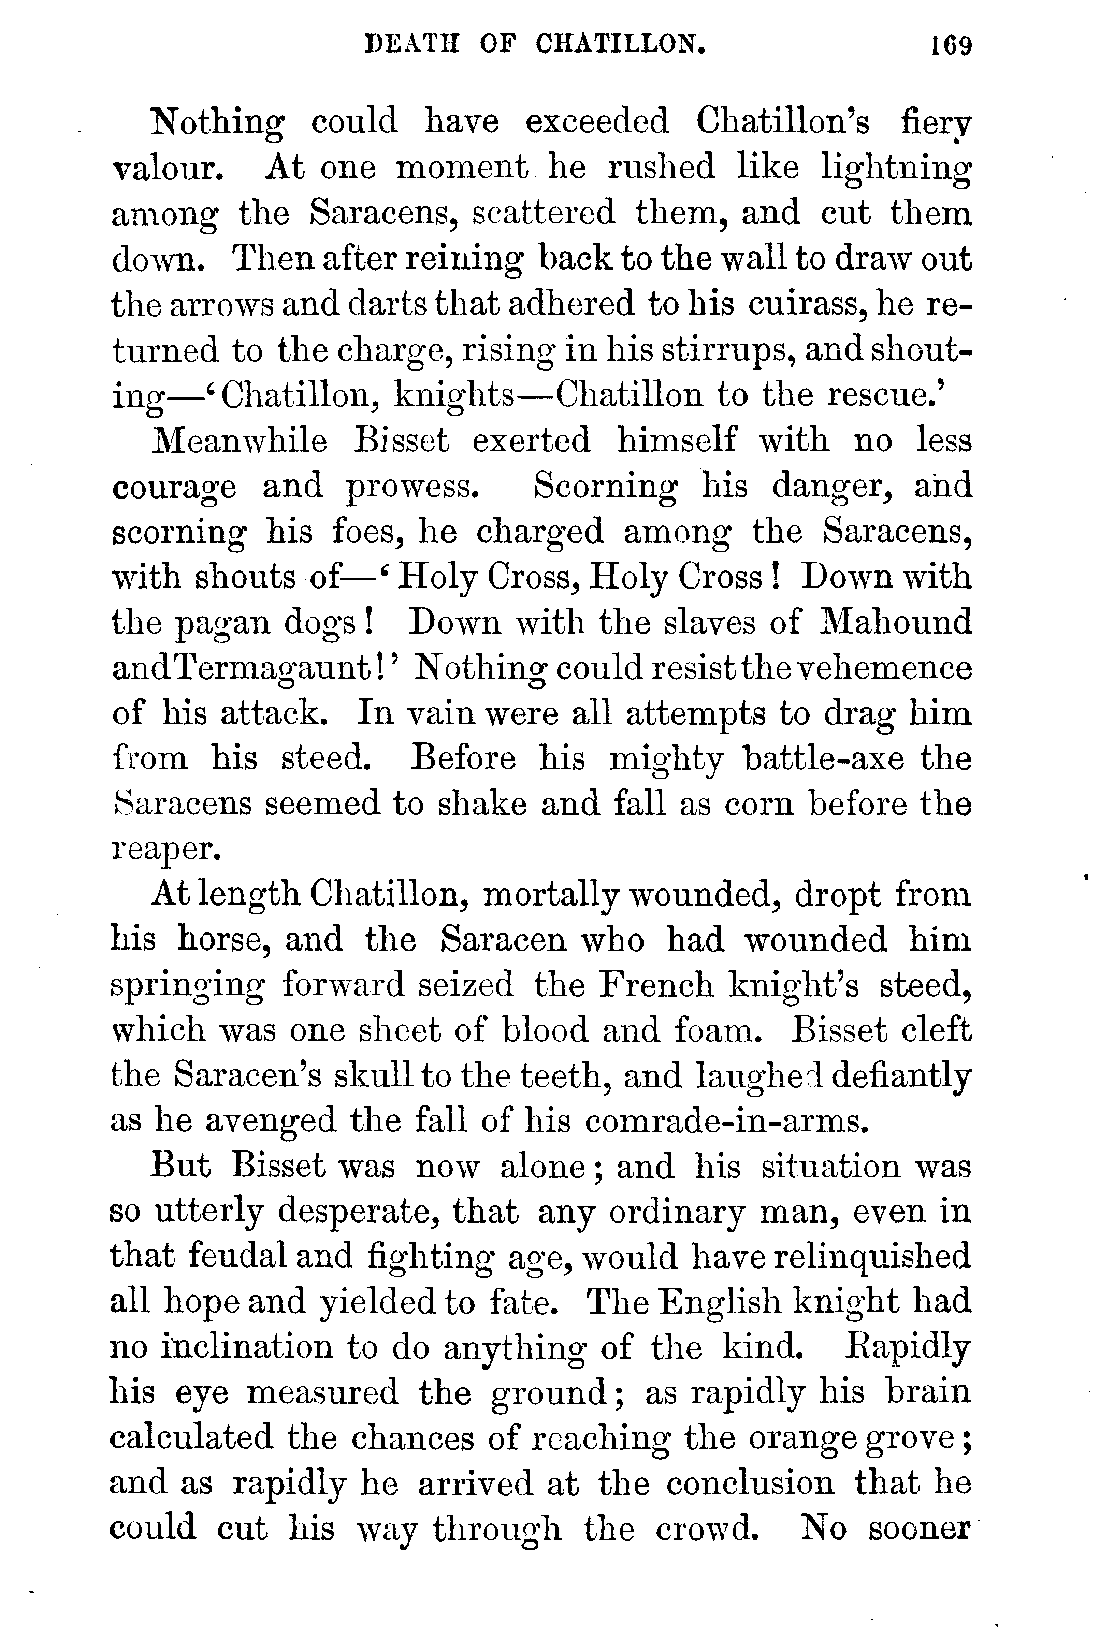 DEATH OF CHATILLON. 169
Nothing could have exceeded Chatillon's fiery
valour. At one moment he rushed like lightning
among the Saracens, scattered them, and cut them
down. Then after reining back to the wall to draw out
the arrows and darts that adhered to his cuirass, he re-
turned to the charge, rising in his stirrups, and shout-
ing—‘Chatillon, knights—Chatillon to the rescue.’
Meanwhile Bisset exerted himself with no less
courage and prowess. Scorning his danger, and
scorning his foes, he charged among the Saracens,
with shouts of—‘Holy Cross, Holy Cross! Down with
the pagan dogs! Down with the slaves of Mahound
and Termagaunt!’ Nothing could resist the vehemence
of his attack. In vain were all attempts to drag him
from his steed. Before his mighty battle-axe the
Saracens seemed to shake and fall as corn before the
reaper.
At length Chatillon, mortally wounded, dropt from
his horse, and the Saracen who had wounded him
springing forward seized the French knight's steed,
which was one sheet of blood and foam. Bisset cleft
the Saracen's skull to the teeth, and laughed defiantly
as he avenged the fall of his comrade-in-arms.
But Bisset was now alone; and his situation was
so utterly desperate, that any ordinary man, even in
that feudal and fighting age, would have relinquished
all hope and yielded to fate. The English knight had
no inclination to do anything of the kind. Rapidly
his eye measured the ground; as rapidly his brain
calculated the chances of reaching the orange grove;
and as rapidly he arrived at the conclusion that he
could cut his way through the crowd. No sooner